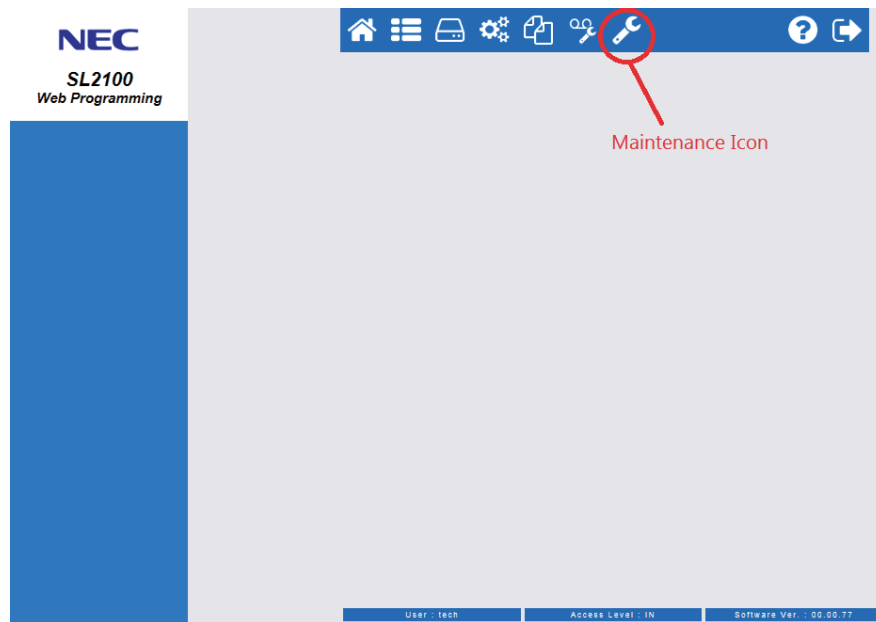 NEC
SL2100
Web Programming
Maintenance Icon
User : tech
Access Level : IN
Software Ver. : 00.00.77